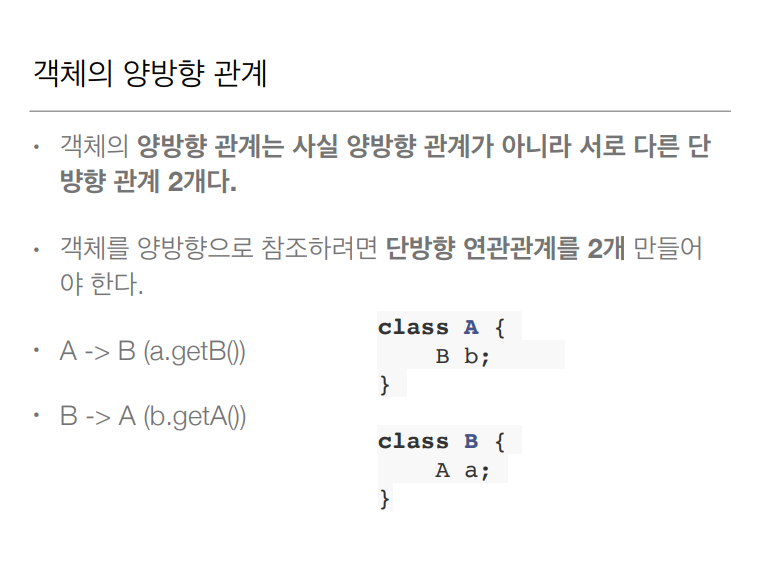 객체의 양방향 관계
• 객체의 양방향 관계는 사실 양방향 관계가 아니라 서로 다른 단
뱡향 관계 2개다.
• 객체를 양방향으로 참조하려면 단방향 연관관계를 2개 만들어
야 한다.
• A -> B (a.getB())
• B -> A (b.getA())
class A {
B b;
}
class B {
A a;
}